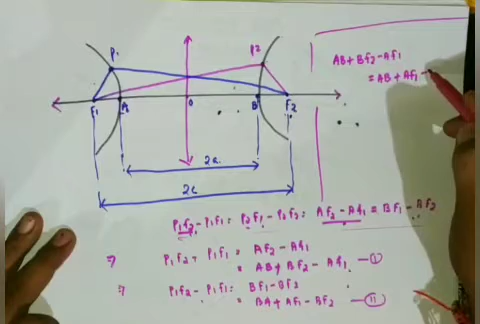 P₁
P2
F1
A
O
B
F2
2a
2c
AB + BF2 - AF1
= AB + AF1 -
P1F2 - P1F1 = P2F1 - P2F2 = AF2 - AF1 = BF1 - BF2
⇒ P1F2 - P1F1 = AF2 - AF1
= AB + BF2 - AF1 - I
⇒ P1F2 - P1F1 = BF1 - BF2
= BA + AF1 - BF2 - II